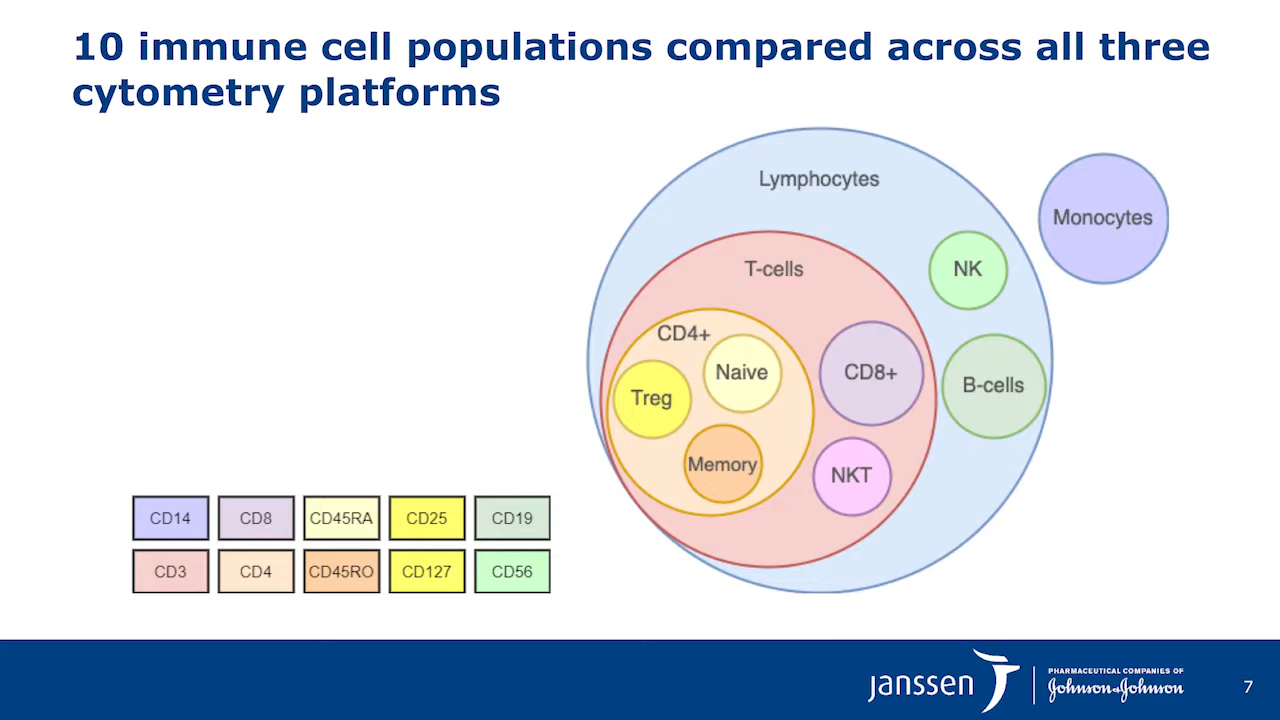 10 immune cell populations compared across all three
cytometry platforms
Lymphocytes
Monocytes
T-cells
NK
CD4+
Naive
CD8+
B-cells
Treg
Memory
NKT
CD14
CD8
CD45RA
CD25
CD19
CD3
CD4
CD45RO
CD127
CD56
janssen
PHARMACEUTICAL COMPANIES OF
Johnson&Johnson
7